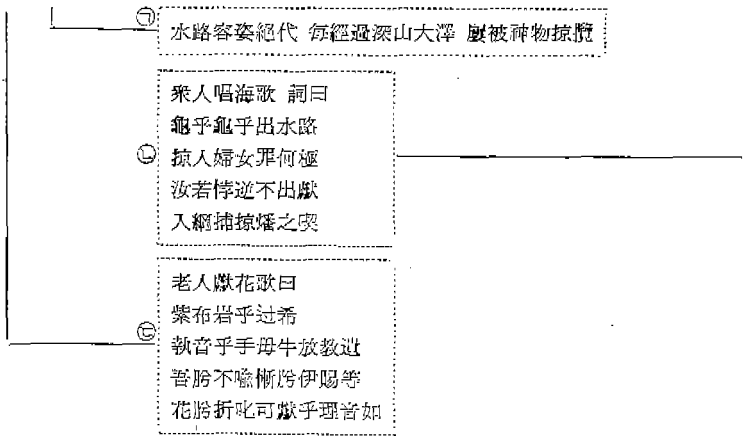 ㉠ 水路容姿絕代 每經過深山大澤 屢被神物掠攬
㉡ 衆人唱海歌 詞曰
龜乎龜乎出水路
掠人婦女罪何極
汝若悖逆不出獻
入網捕掠燔之喫
㉢ 老人獻花歌曰
紫布岩乎过希
執音乎手母牛放敎遣
吾肹不喩慚肹伊賜等
花肹折叱可獻乎理音如